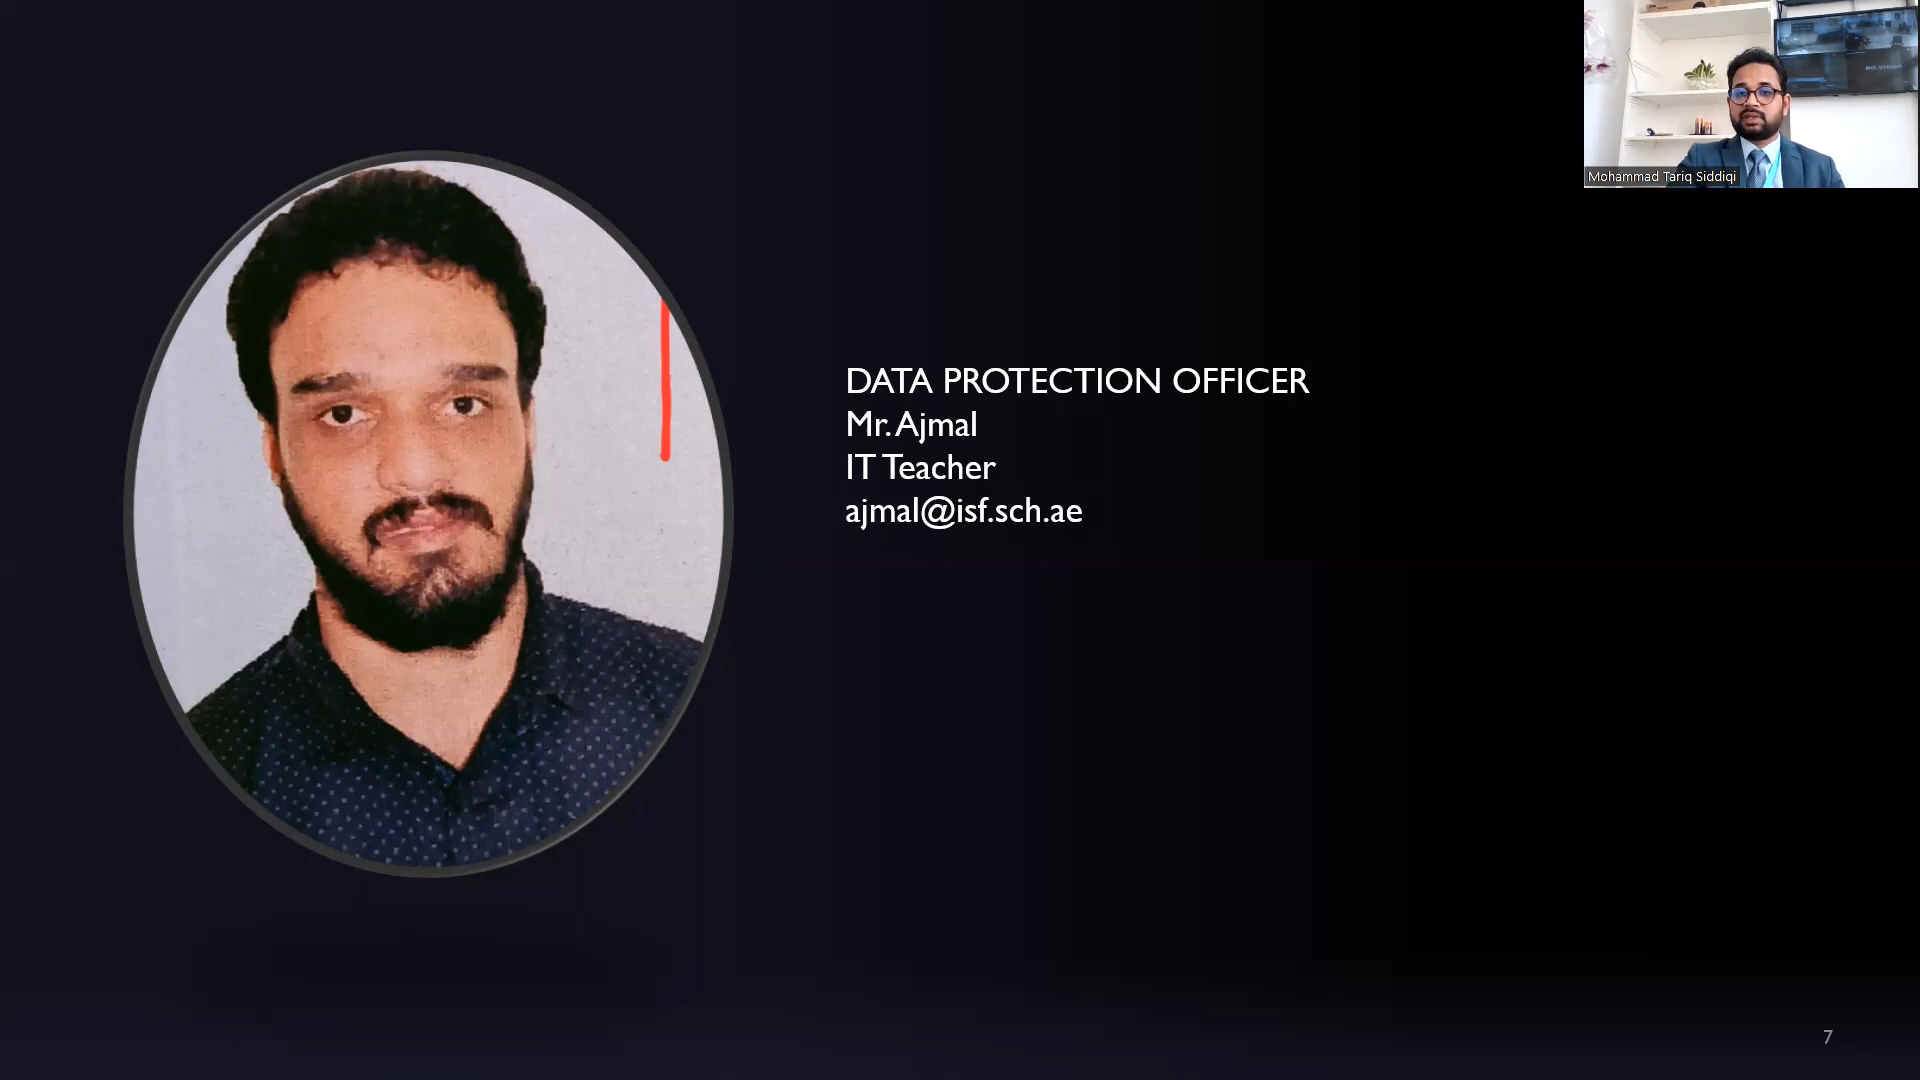 Mohammad Tariq Siddiqi
DATA PROTECTION OFFICER
Mr. Ajmal
IT Teacher
ajmal@isf.sch.ae
7